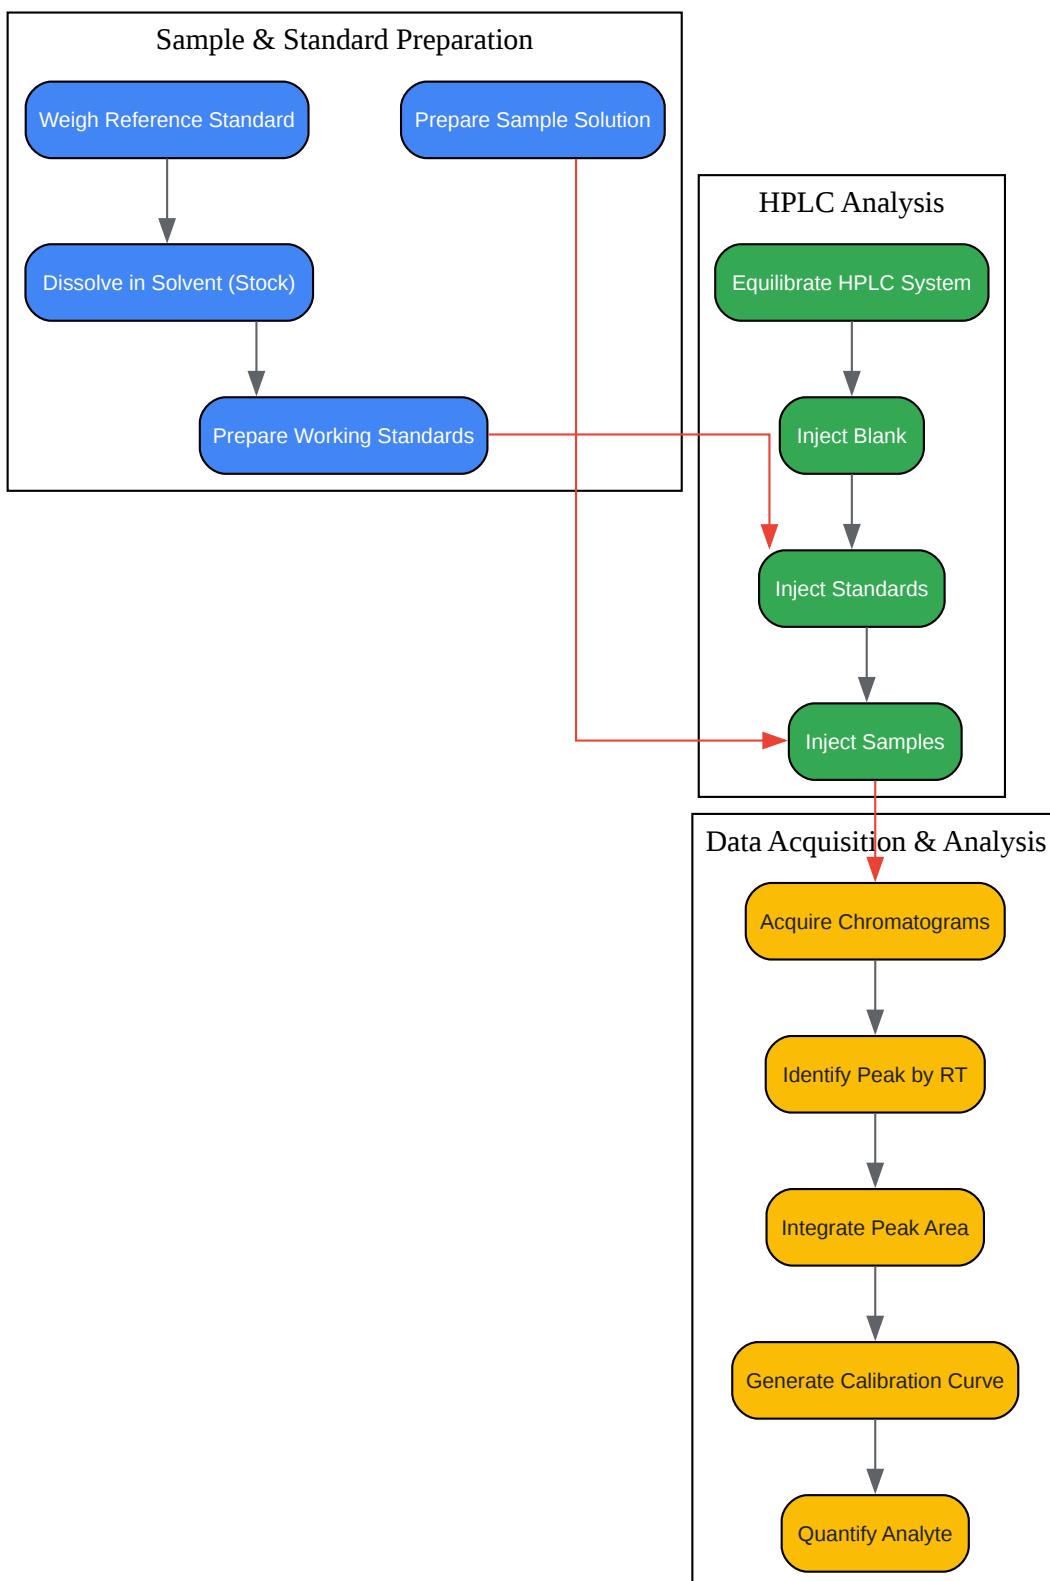 Sample & Standard Preparation
Weigh Reference Standard
Prepare Sample Solution
Dissolve in Solvent (Stock)
Prepare Working Standards
HPLC Analysis
Equilibrate HPLC System
Inject Blank
Inject Standards
Inject Samples
Data Acquisition & Analysis
Acquire Chromatograms
Identify Peak by RT
Integrate Peak Area
Generate Calibration Curve
Quantify Analyte